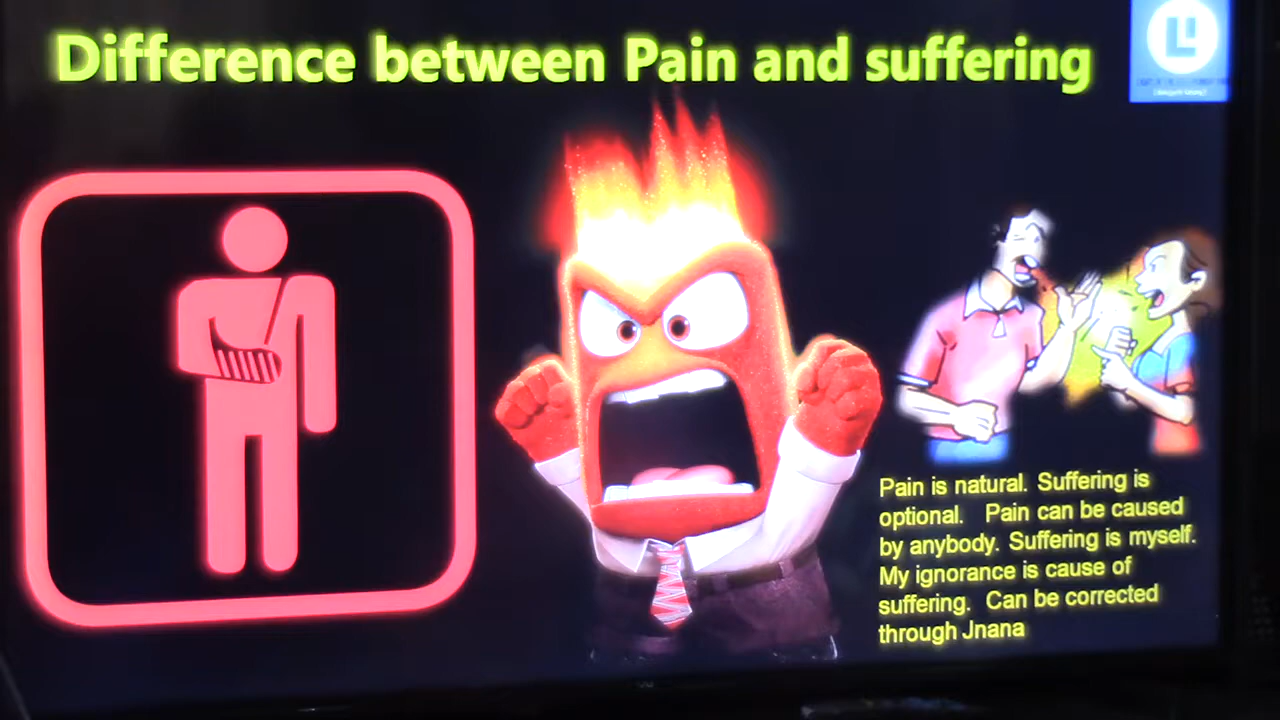 Difference between Pain and suffering
Pain is natural. Suffering is
optional. Pain can be caused
by anybody. Suffering is myself.
My ignorance is cause of
suffering. Can be corrected
through Jnana